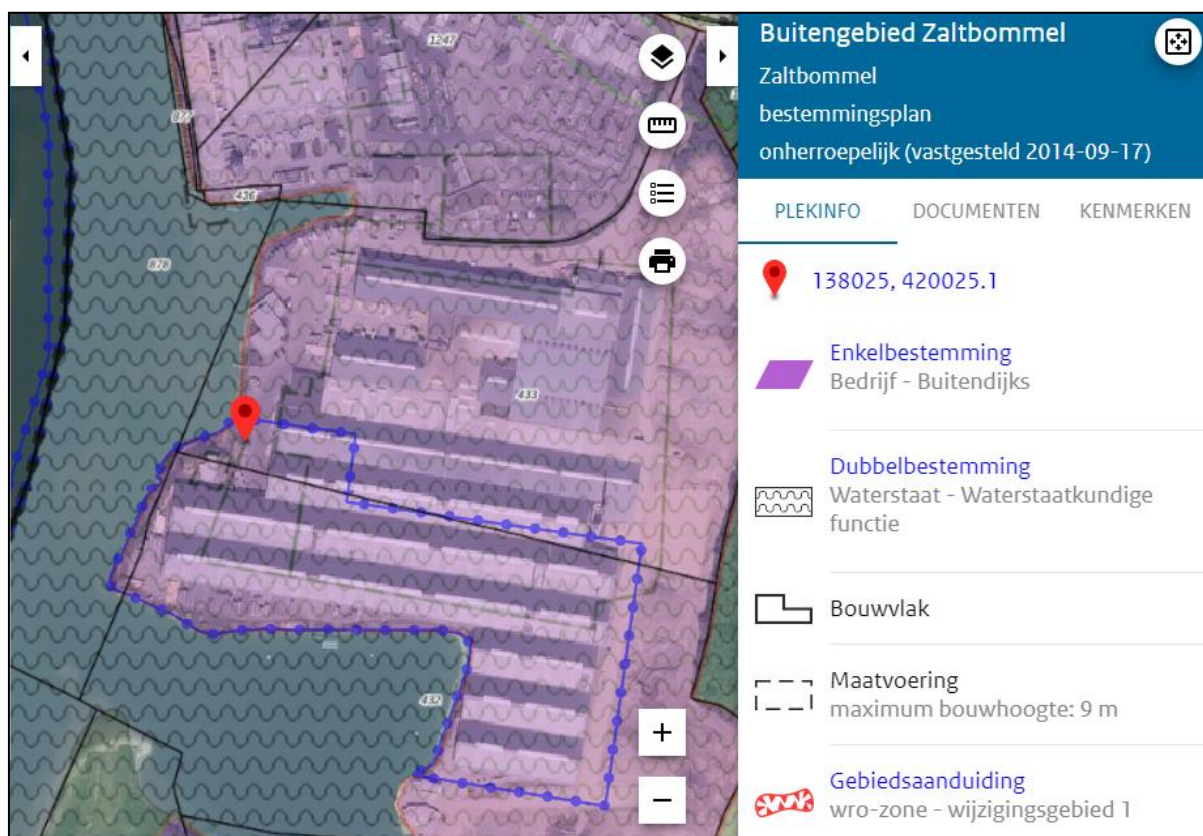 1247
877
436
878
433
432
Buitengebied Zaltbommel
Zaltbommel
bestemmingsplan
onherroepelijk (vastgesteld 2014-09-17)
PLEKINFO DOCUMENTEN KENMERKEN
138025, 420025.1
Enkelbestemming
Bedrijf - Buitendijks
Dubbelbestemming
Waterstaat - Waterstaatkundige
functie
Bouwvlak
Maatvoering
maximum bouwhoogte: 9 m
Gebiedsaanduiding
wro-zone - wijzigingsgebied 1